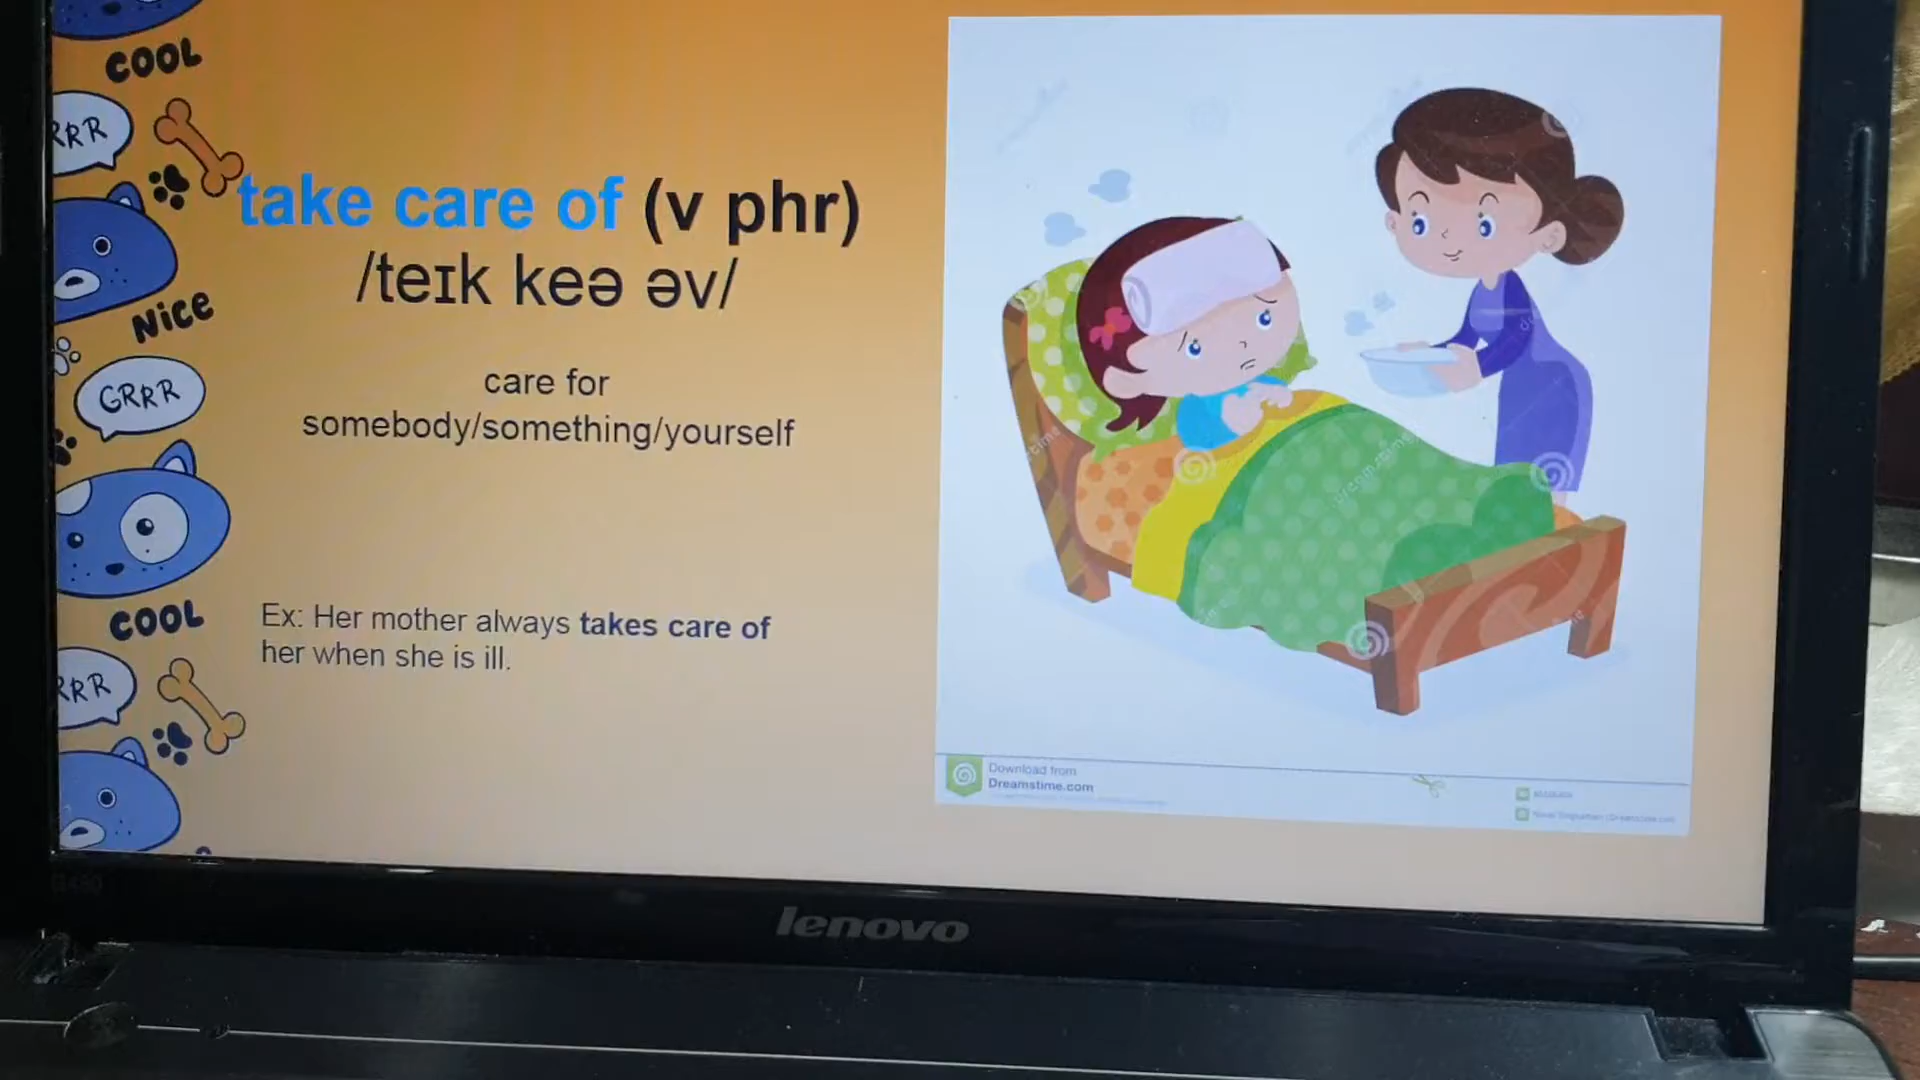 COOL
RRR
take care of (v phr)
/teɪk keə əv/
Nice
care for
GRRR
somebody/something/yourself
Ex: Her mother always takes care of
COOL
her when she is ill.
RRR
Download from
Dreamstime.com
lenovo